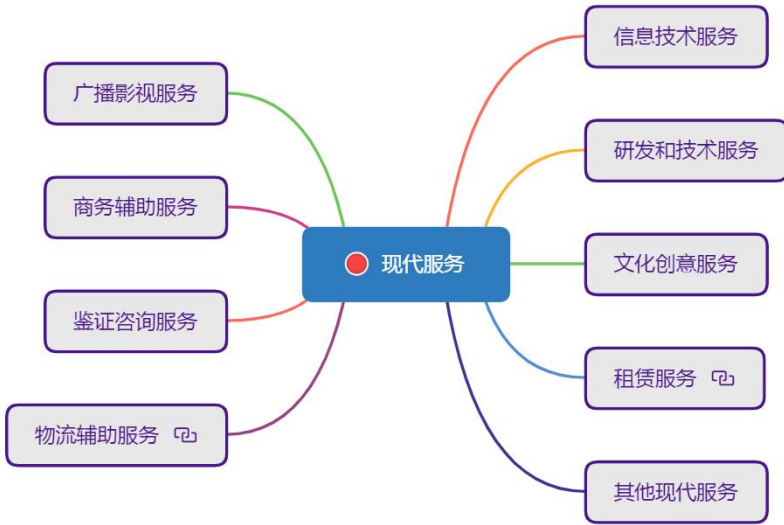 现代服务
信息技术服务
研发和技术服务
文化创意服务
租赁服务
其他现代服务
广播影视服务
商务辅助服务
鉴证咨询服务
物流辅助服务